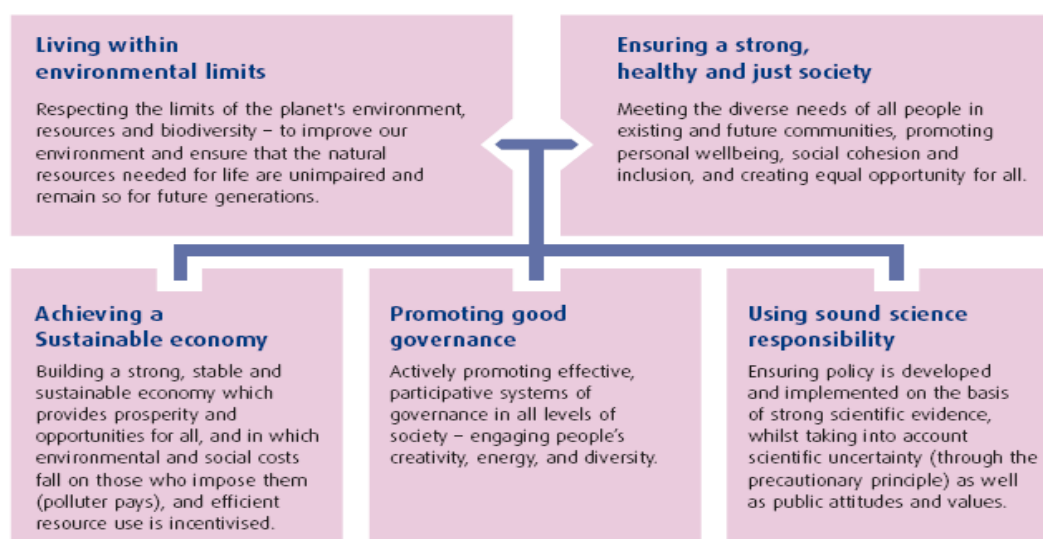 Living within
environmental limits
Respecting the limits of the planet's environment,
resources and biodiversity – to improve our
environment and ensure that the natural
resources needed for life are unimpaired and
remain so for future generations.
Ensuring a strong,
healthy and just society
Meeting the diverse needs of all people in
existing and future communities, promoting
personal wellbeing, social cohesion and
inclusion, and creating equal opportunity for all.
Achieving a
Sustainable economy
Building a strong, stable and
sustainable economy which
provides prosperity and
opportunities for all, and in which
environmental and social costs
fall on those who impose them
(polluter pays), and efficient
resource use is incentivised.
Promoting good
governance
Actively promoting effective,
participative systems of
governance in all levels of
society – engaging people's
creativity, energy, and diversity.
Using sound science
responsibility
Ensuring policy is developed
and implemented on the basis
of strong scientific evidence,
whilst taking into account
scientific uncertainty (through the
precautionary principle) as well
as public attitudes and values.